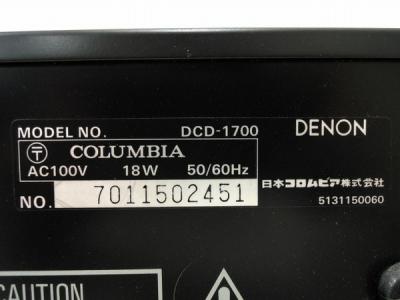 MODEL NO. DCD-1700 DENON
〒 COLUMBIA
AC100V 18W 50/60Hz 日本コロムビア株式会社
NO. 7011502451 5131150060
CAUTION